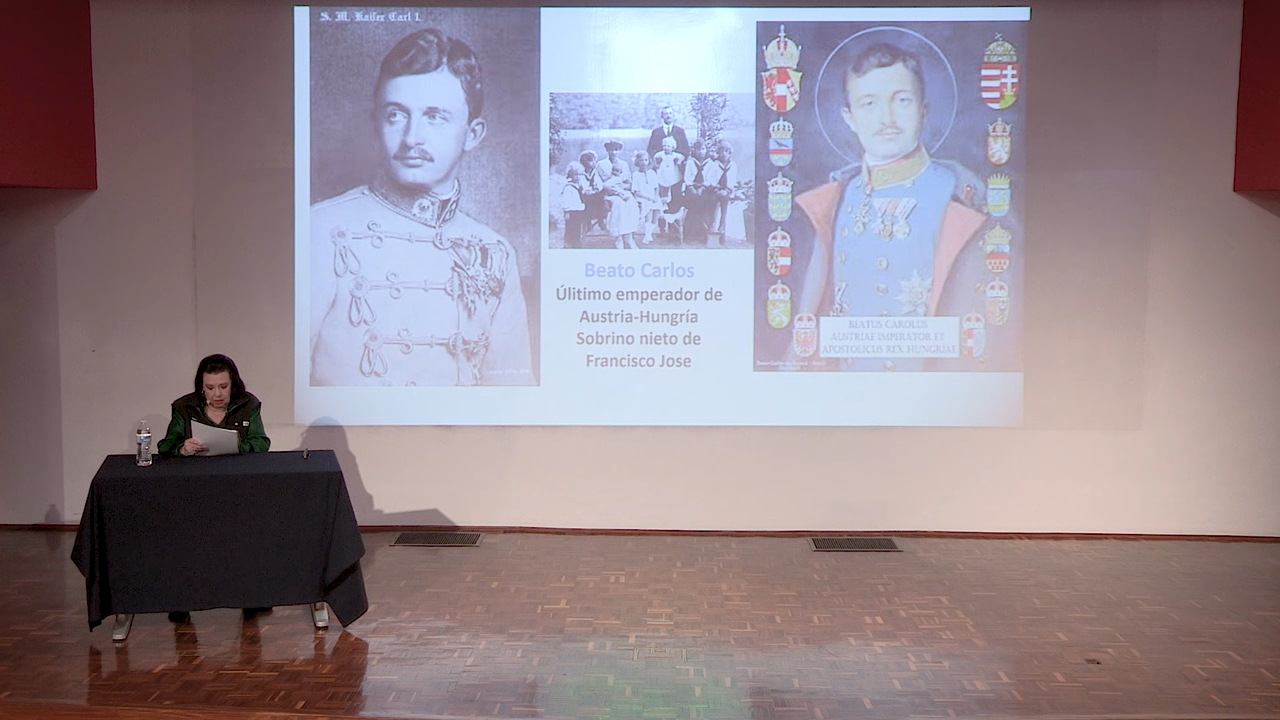 S. M. Kaiser Carl I.
Beato Carlos
Úlitimo emperador de
Austria-Hungría
Sobrino nieto de
Francisco Jose
BEATUS CAROLUS
AUSTRIAE IMPERATOR ET
APOSTOLICUS REX HUNGRIAE